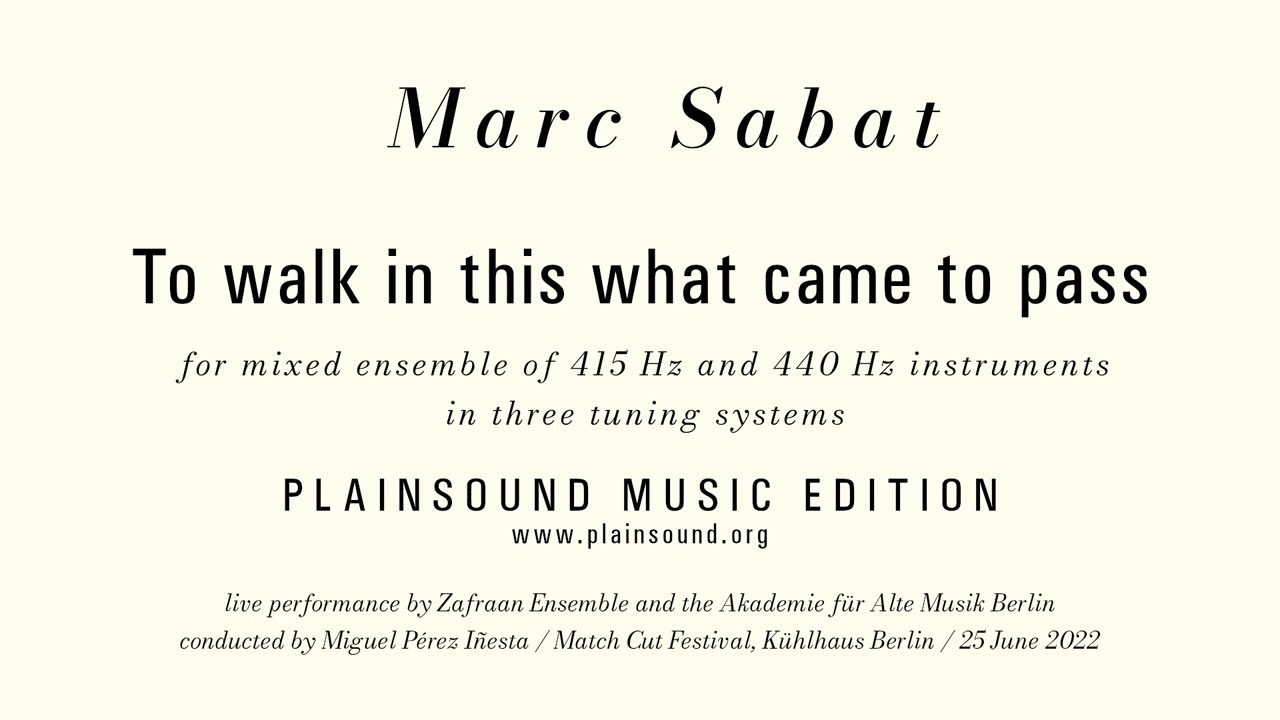 Marc Sabat
To walk in this what came to pass
for mixed ensemble of 415 Hz and 440 Hz instruments
in three tuning systems
PLAINSOUND MUSIC EDITION
www.plainsound.org
live performance by Zafraan Ensemble and the Akademie für Alte Musik Berlin
conducted by Miguel Pérez Iñesta / Match Cut Festival, Kühlhaus Berlin / 25 June 2022